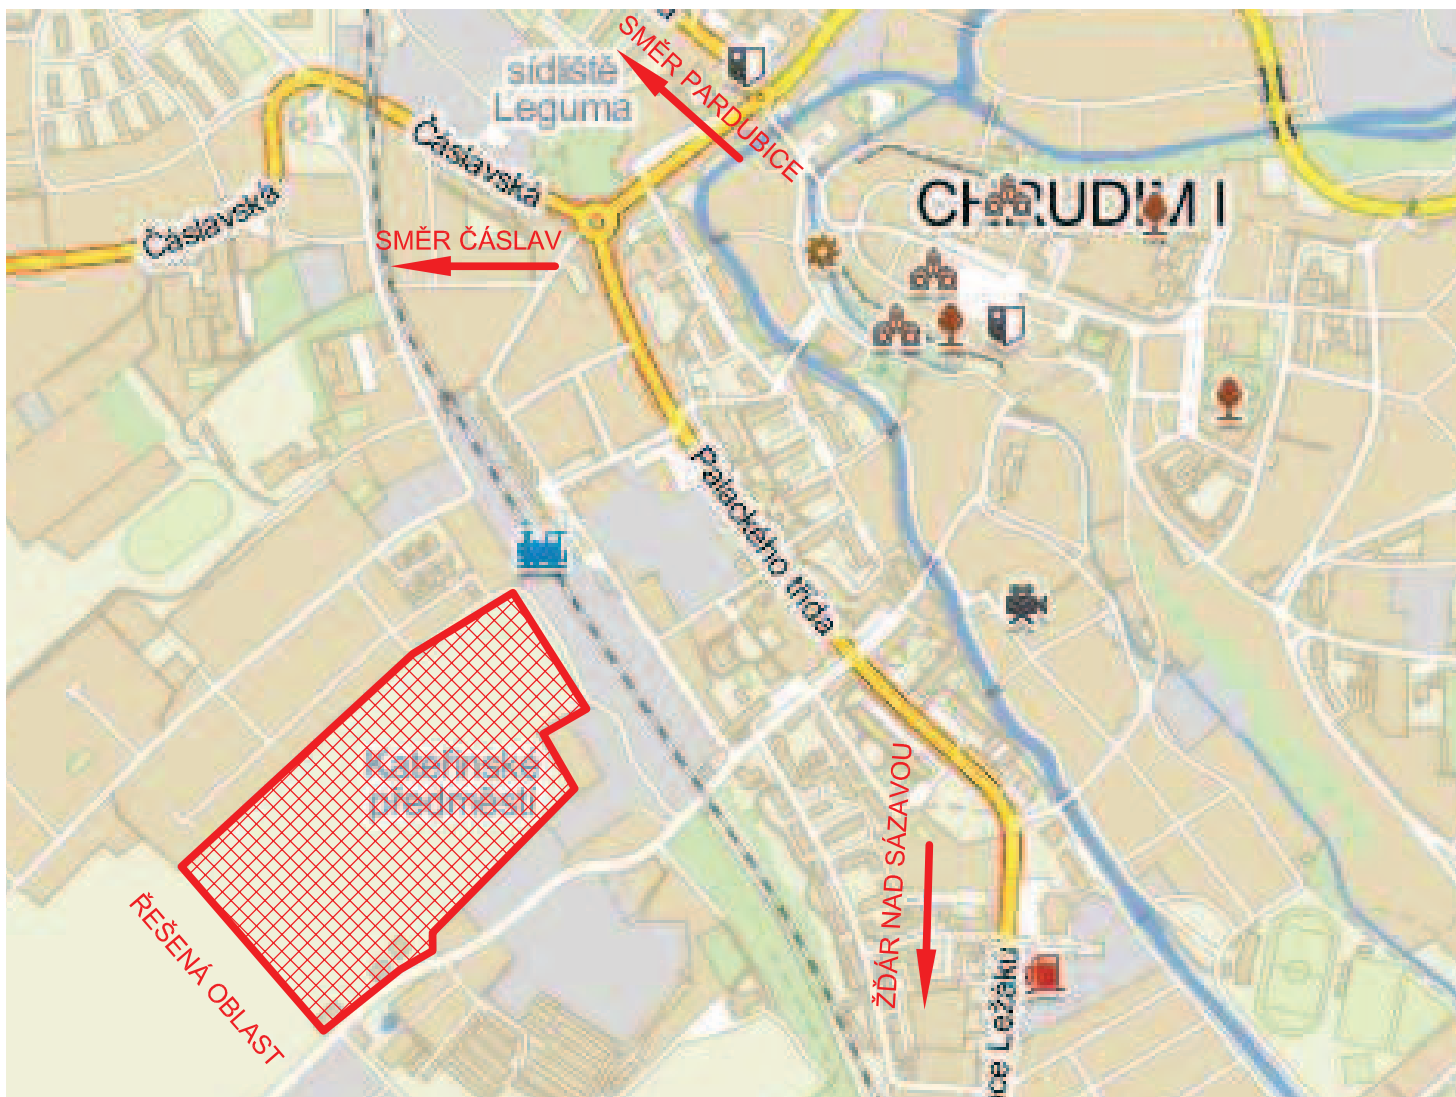 SMĚR PARDUBICE
sídliště
Leguma
Čáslavská
Čáslavská
CHRUDIM I
SMĚR ČÁSLAV
Palackého třída
Kateřinské
předměstí
ŽĎÁR NAD SÁZAVOU
ŘEŠENÁ OBLAST
ce Ležáků